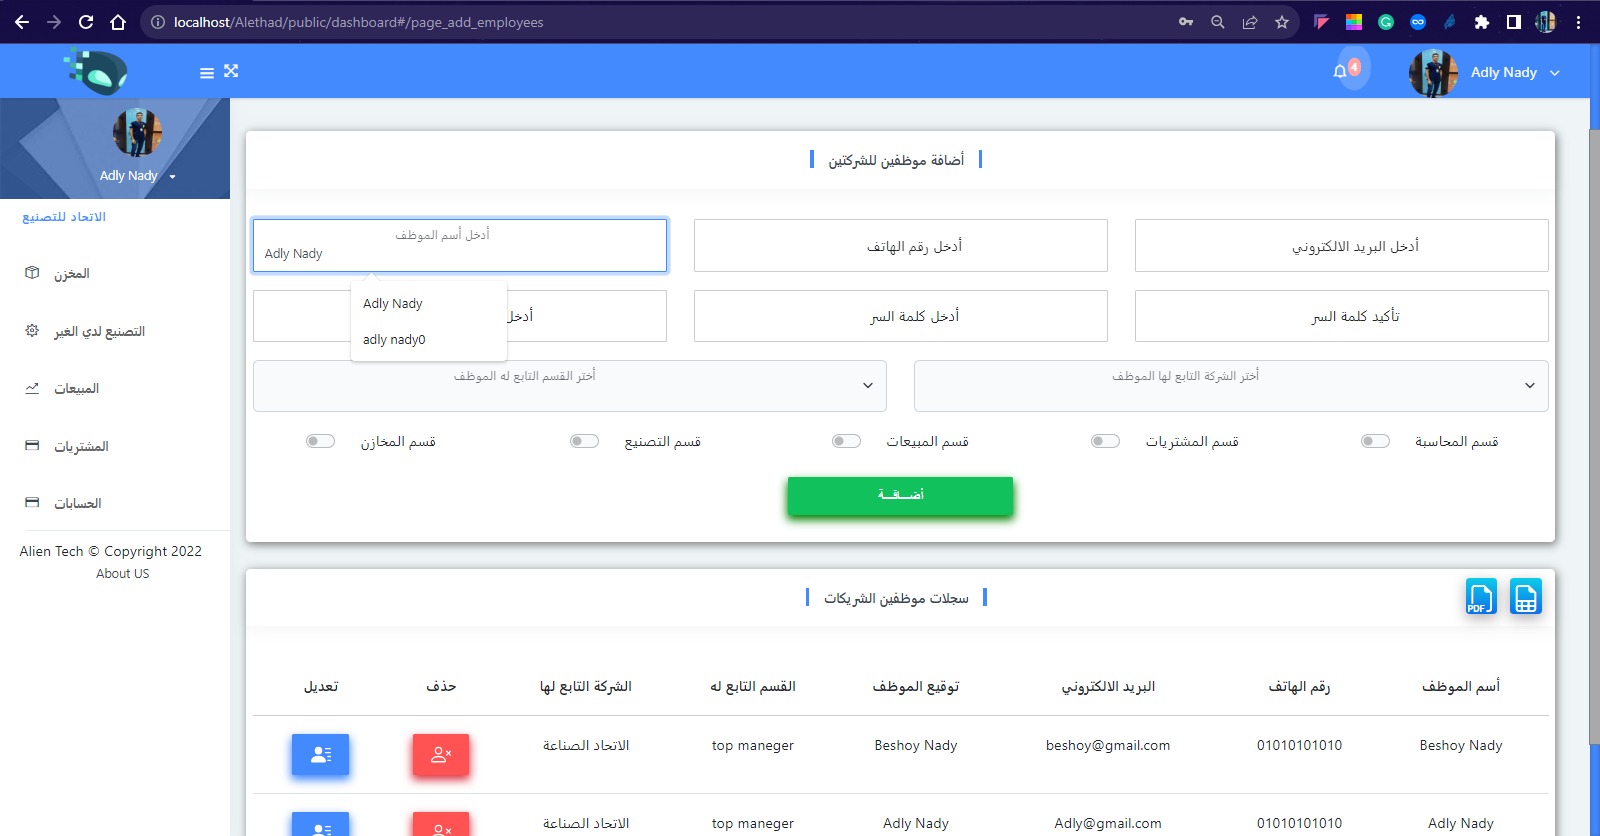 localhost/Alethad/public/dashboard#/page_add_employees
4
Adly Nady
Adly Nady
الاتحاد للتصنيع
المخزن
التصنيع لدي الغير
المبيعات
المشتريات
الحسابات
Alien Tech © Copyright 2022
About US
أضافة موظفين للشركتين
أدخل البريد الالكتروني
أدخل رقم الهاتف
أدخل أسم الموظف
Adly Nady
Adly Nady
adly nady0
تأكيد كلمة السر
أدخل كلمة السر
أدخل
أختر الشركة التابع لها الموظف
أختر القسم التابع له الموظف
قسم المحاسبة
قسم المشتريات
قسم المبيعات
قسم التصنيع
قسم المخازن
أضـــافـــة
سجلات موظفين الشريكات
PDF
أسم الموظف رقم الهاتف البريد الالكتروني توقيع الموظف القسم التابع له الشركة التابع لها حذف تعديل
Beshoy Nady 01010101010 beshoy@gmail.com Beshoy Nady top maneger الاتحاد الصناعة
Adly Nady 01010101010 Adly@gmail.com Adly Nady top maneger الاتحاد الصناعة